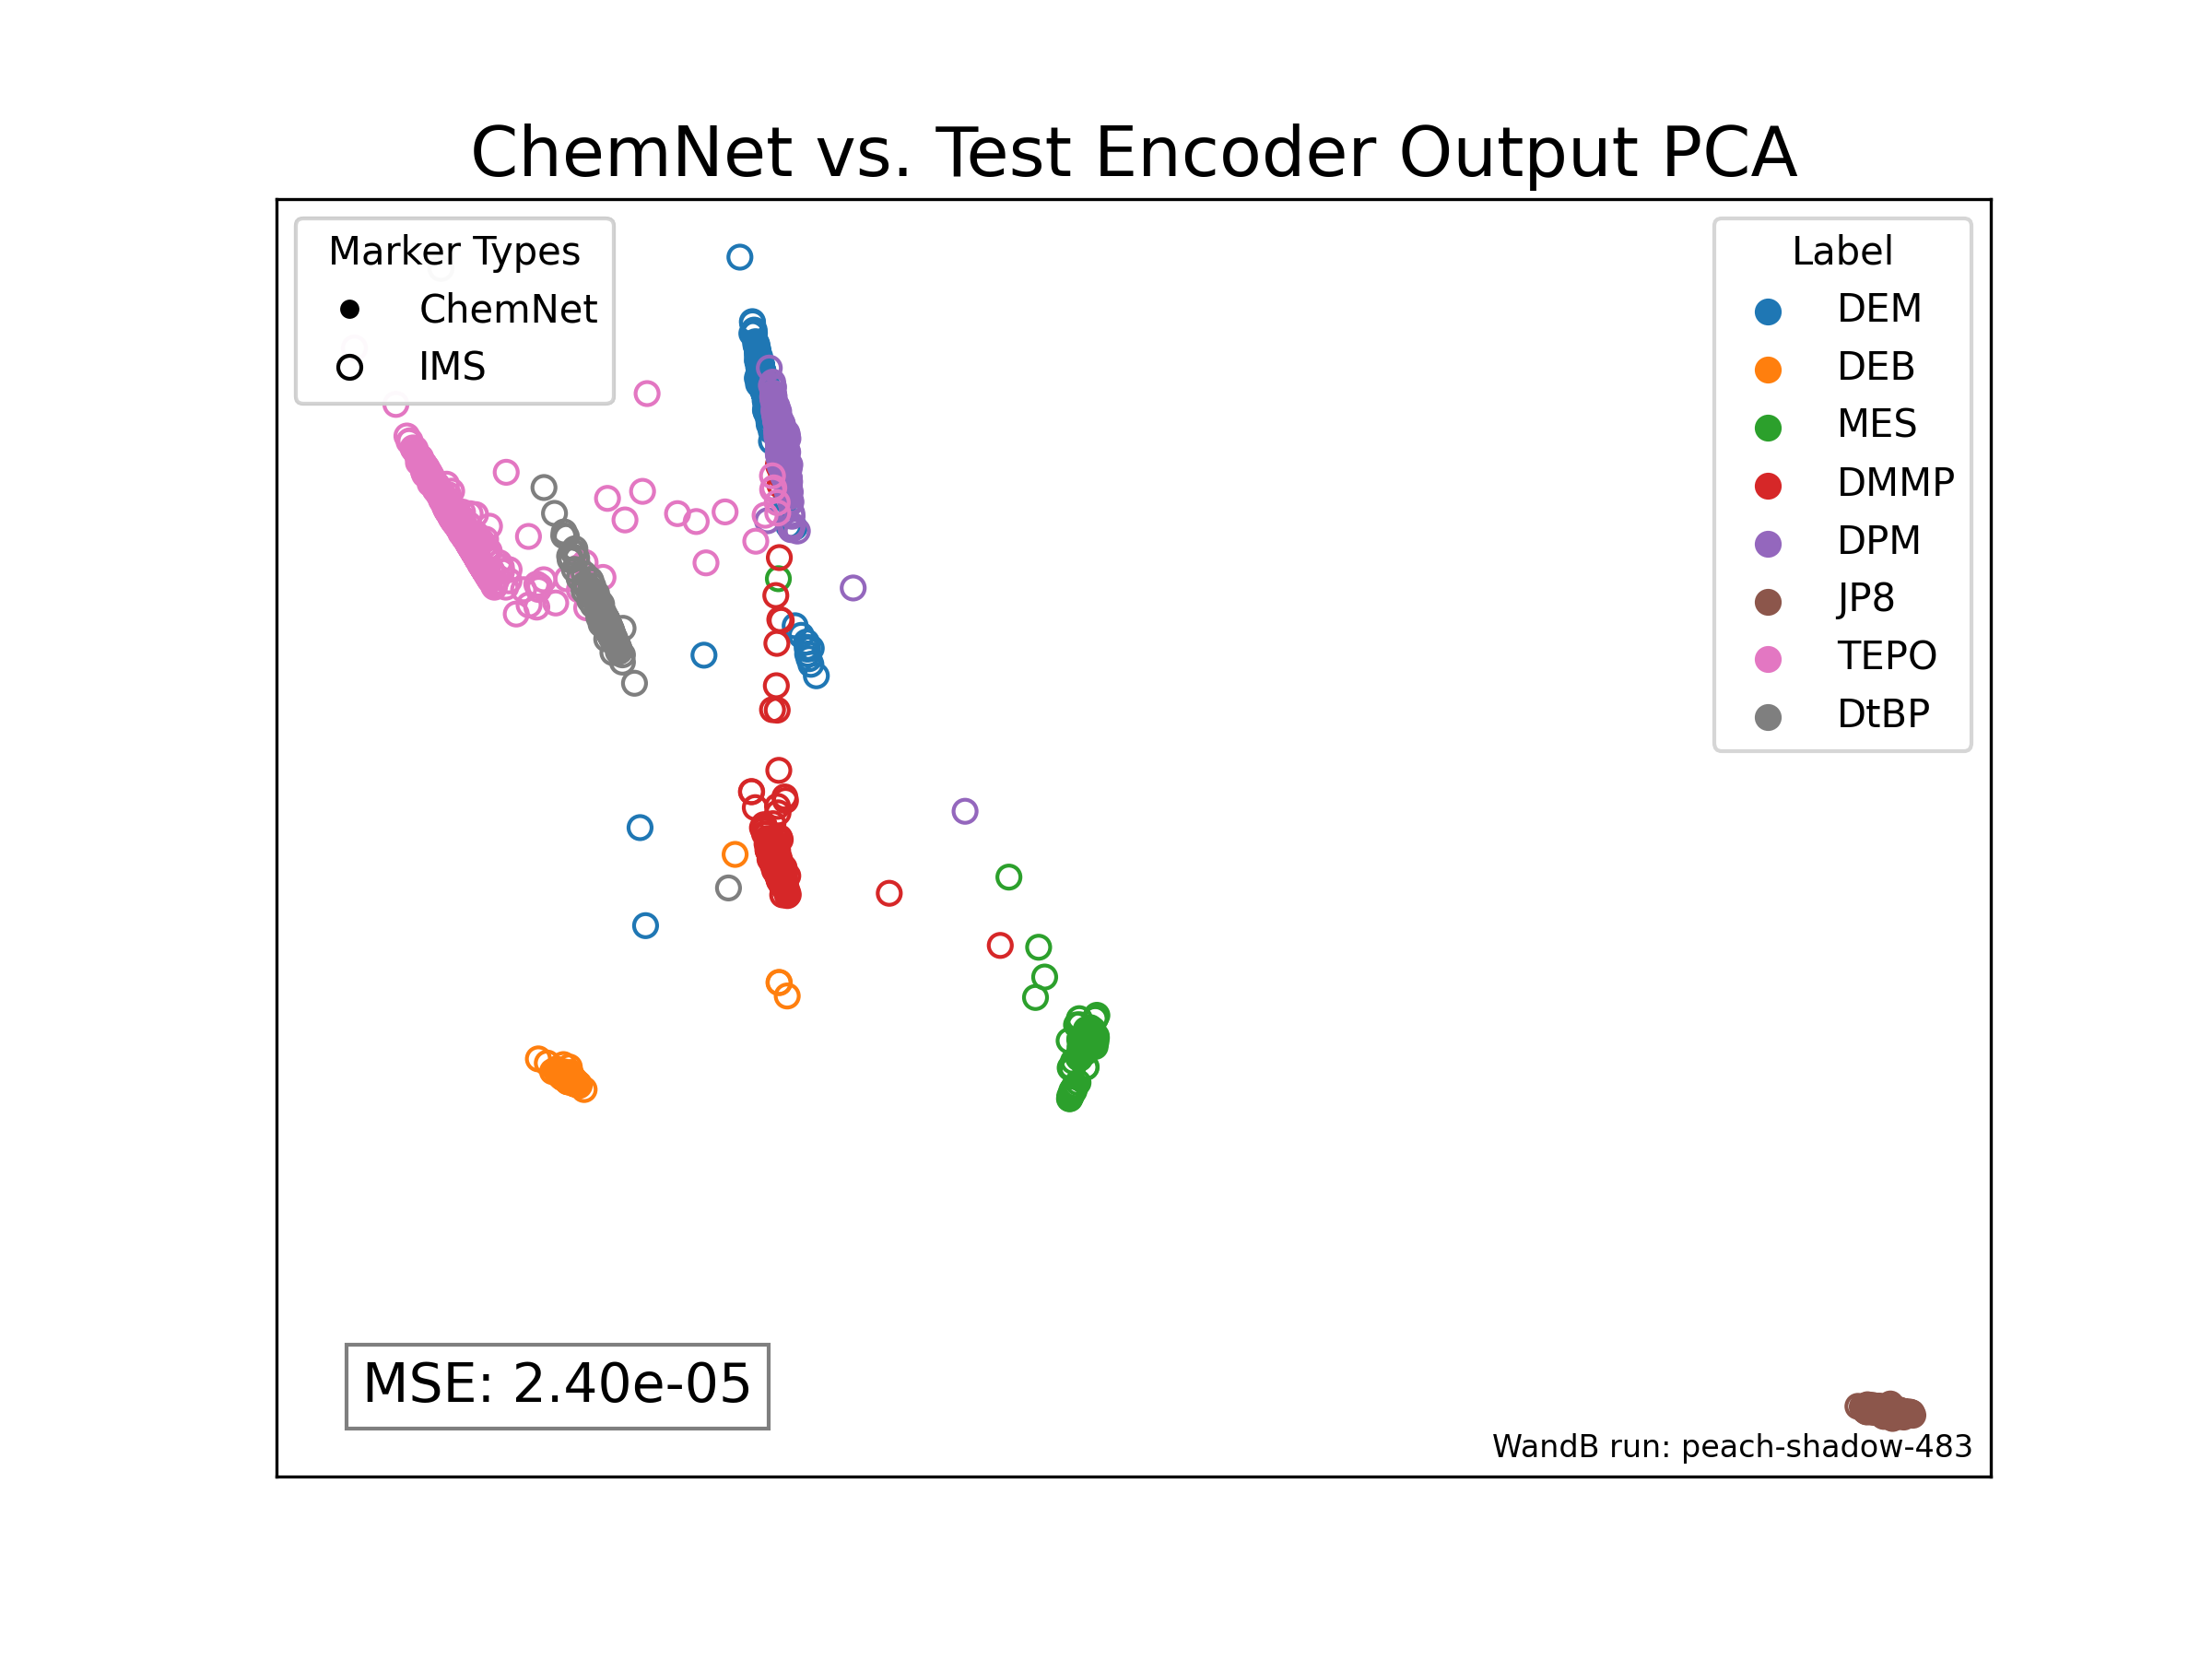 ChemNet vs. Test Encoder Output PCA
Marker Types
ChemNet
IMS
Label
DEM
DEB
MES
DMMP
DPM
JP8
TEPO
DtBP
MSE: 2.40e-05
WandB run: peach-shadow-483